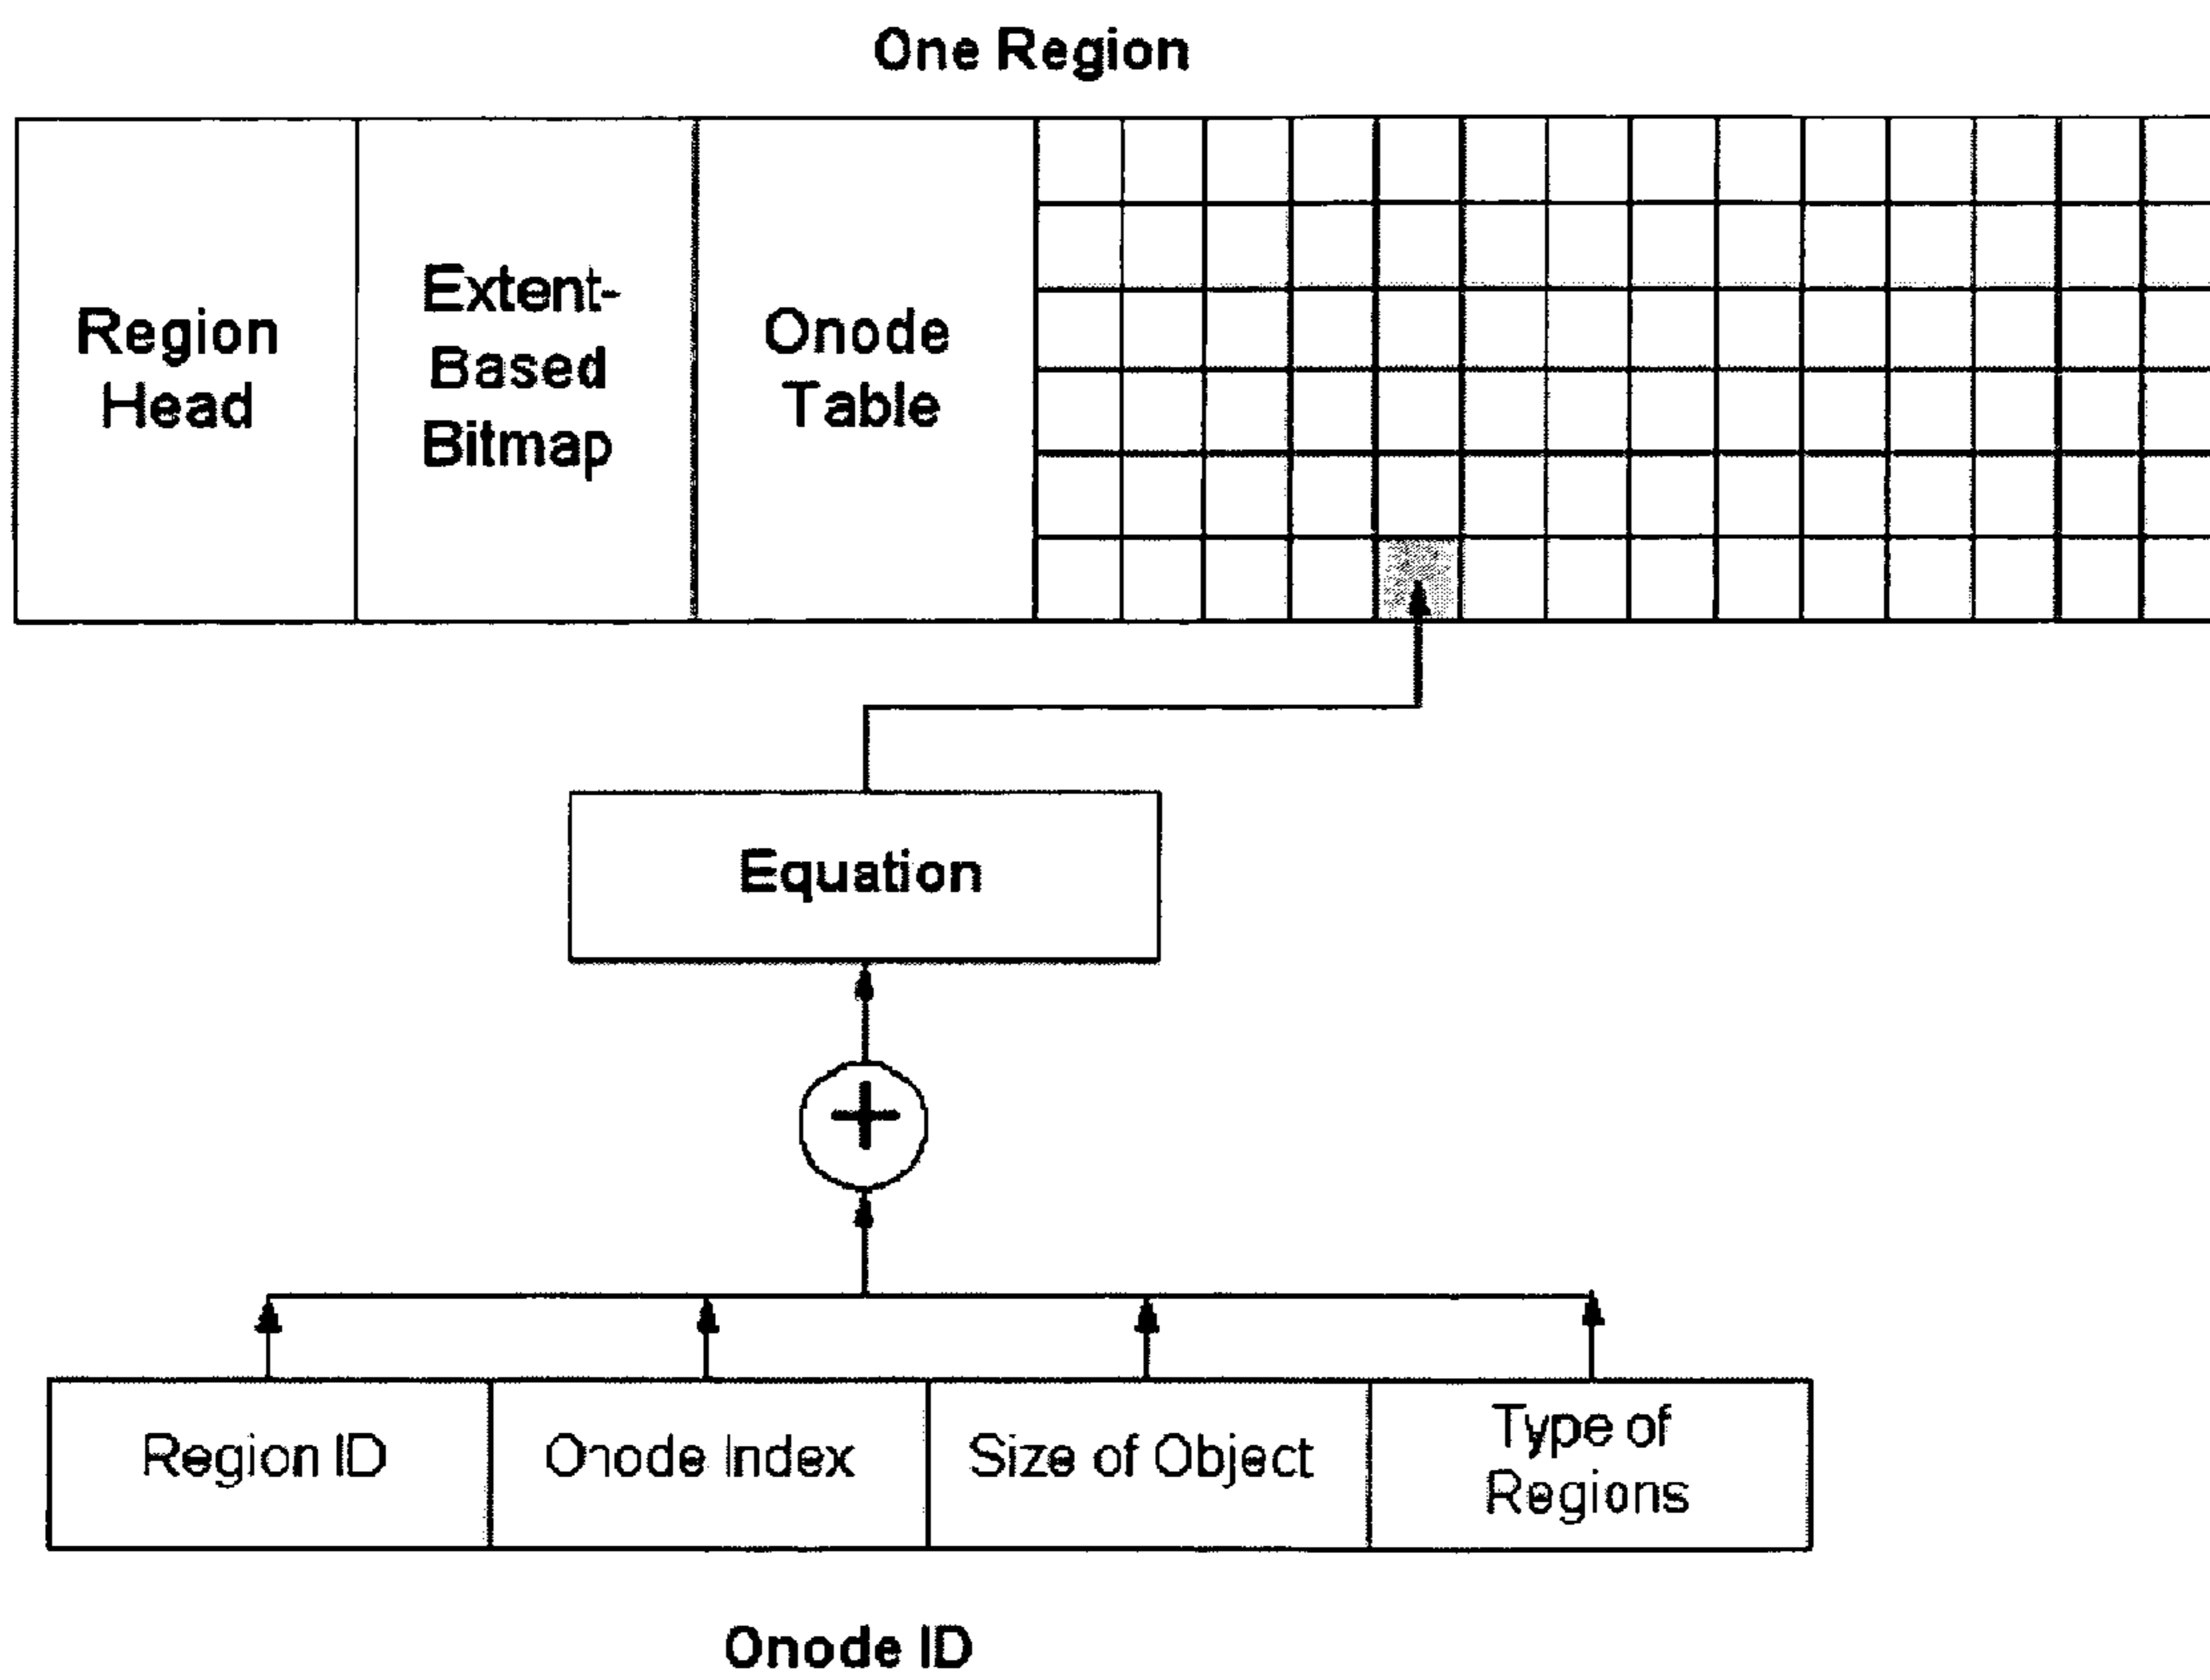 One Region
Region
Head
Extent-
Based
Bitmap
Onode
Table
Equation
+
Region ID
Onode Index
Size of Object
Type of
Regions
Onode ID